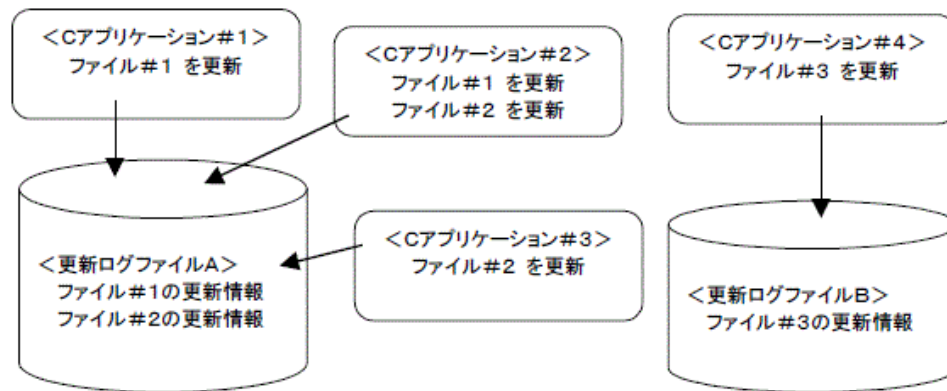 ＜Cアプリケーション＃1＞
ファイル＃1 を更新
＜Cアプリケーション＃2＞
ファイル＃1 を更新
ファイル＃2 を更新
＜Cアプリケーション＃4＞
ファイル＃3 を更新
＜Cアプリケーション＃3＞
ファイル＃2 を更新
＜更新ログファイルA＞
ファイル＃1の更新情報
ファイル＃2の更新情報
＜更新ログファイルB＞
ファイル＃3の更新情報